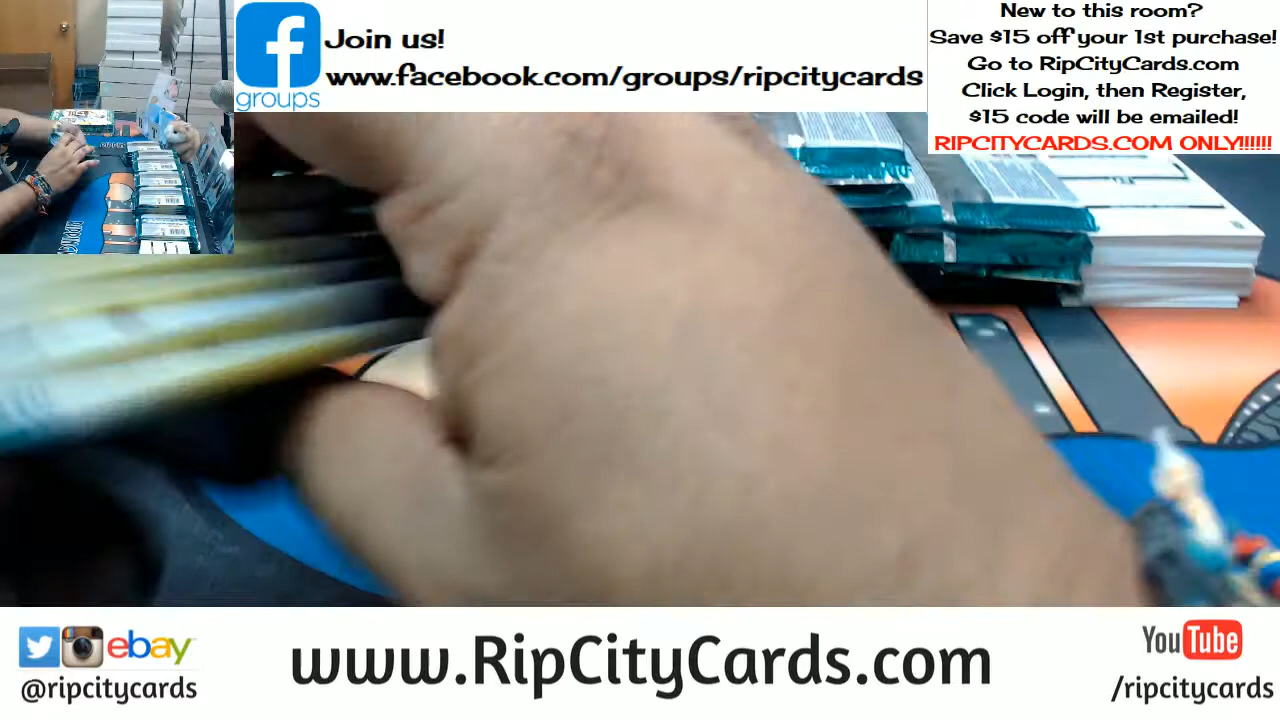 groups
Join us!
www.facebook.com/groups/ripcitycards
New to this room?
Save $15 off your 1st purchase!
Go to RipCityCards.com
Click Login, then Register,
$15 code will be emailed!
RIPCITYCARDS.COM ONLY!!!!!!
ebay
@ripcitycards
www.RipCityCards.com
YouTube
/ripcitycards